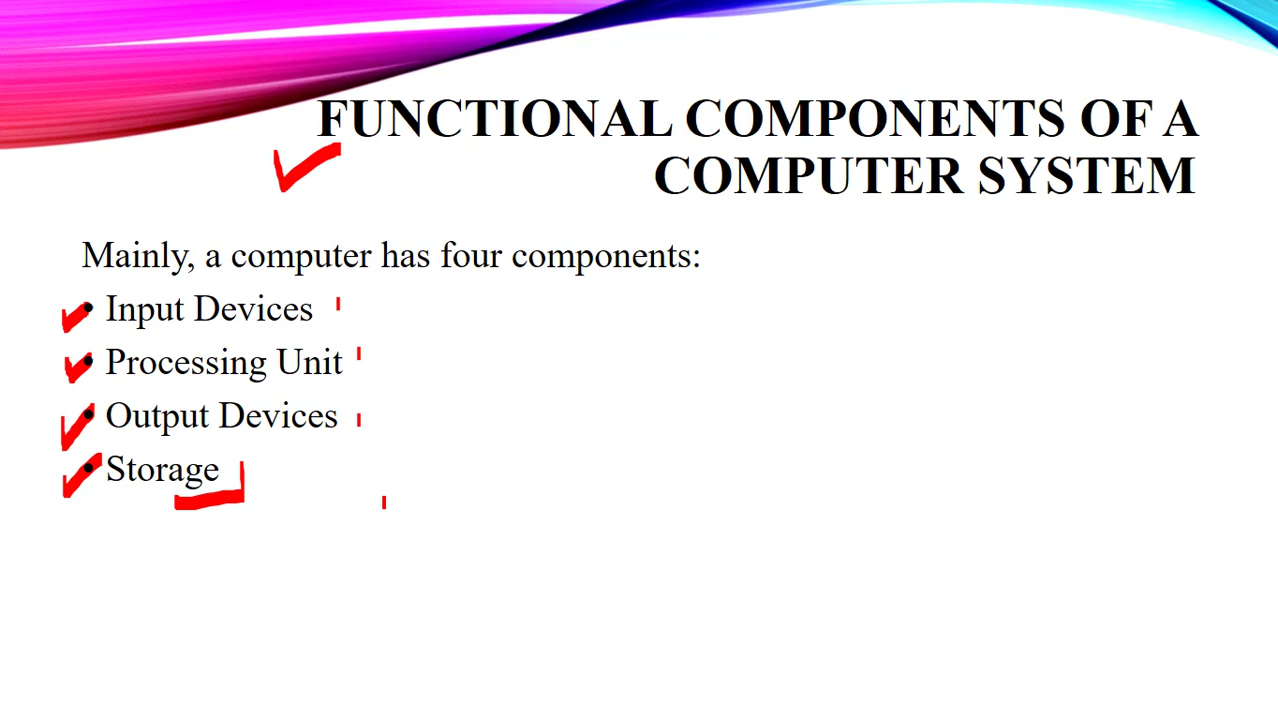 FUNCTIONAL COMPONENTS OF A
COMPUTER SYSTEM
Mainly, a computer has four components:
• Input Devices
• Processing Unit
• Output Devices
• Storage